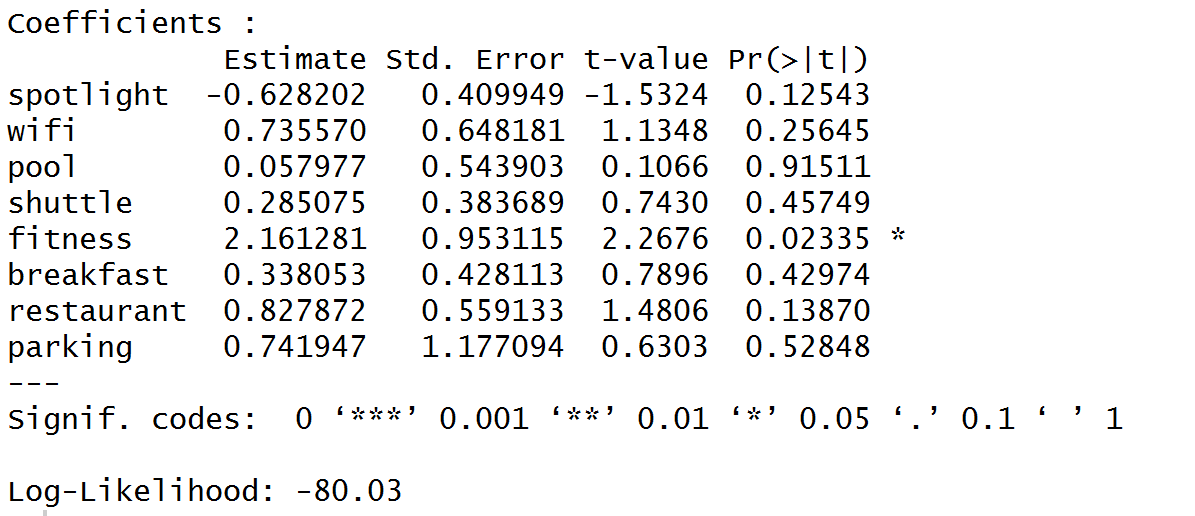 Coefficients :
            Estimate Std. Error t-value Pr(>|t|)
spotlight  -0.628202   0.409949 -1.5324  0.12543
wifi        0.735570   0.648181  1.1348  0.25645
pool        0.057977   0.543903  0.1066  0.91511
shuttle     0.285075   0.383689  0.7430  0.45749
fitness     2.161281   0.953115  2.2676  0.02335 *
breakfast   0.338053   0.428113  0.7896  0.42974
restaurant  0.827872   0.559133  1.4806  0.13870
parking     0.741947   1.177094  0.6303  0.52848
---
Signif. codes:  0 ‘***’ 0.001 ‘**’ 0.01 ‘*’ 0.05 ‘.’ 0.1 ‘ ’ 1
Log-Likelihood: -80.03